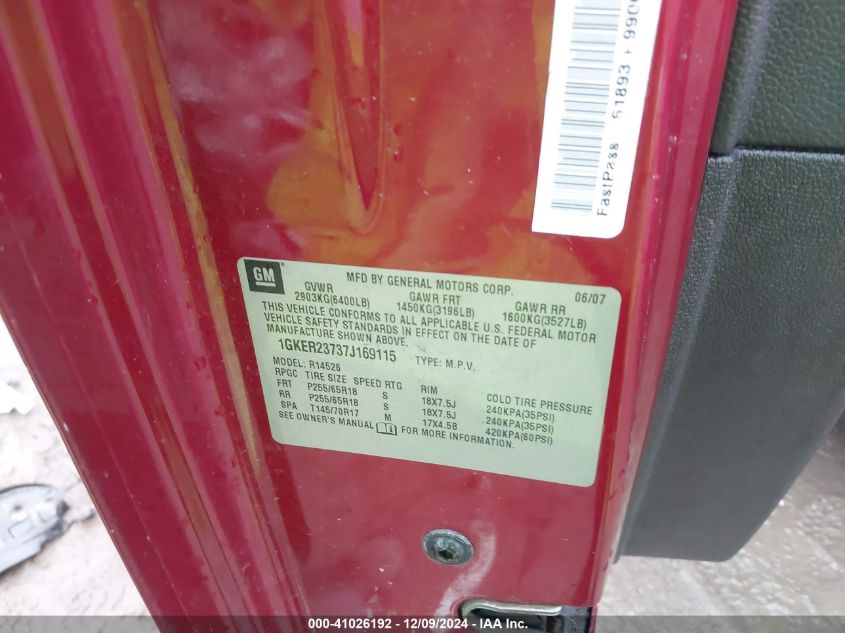 FastPass 51893
GM
MFD BY GENERAL MOTORS CORP. 06/07
GVWR GAWR FRT GAWR RR
2903KG(6400LB) 1450KG(3196LB) 1600KG(3527LB)
THIS VEHICLE CONFORMS TO ALL APPLICABLE U.S. FEDERAL MOTOR
VEHICLE SAFETY STANDARDS IN EFFECT ON THE DATE OF
MANUFACTURE SHOWN ABOVE.
1GKER23737J169115 TYPE: M.P.V.
MODEL: R14526
RPGC TIRE SIZE SPEED RTG RIM COLD TIRE PRESSURE
FRT P255/65R18 S 18X7.5J 240KPA(35PSI)
RR P255/65R18 S 18X7.5J 240KPA(35PSI)
SPA T145/70R17 M 17X4.5B 420KPA(60PSI)
SEE OWNER'S MANUAL FOR MORE INFORMATION.
000-41026192 - 12/09/2024 - IAA Inc.